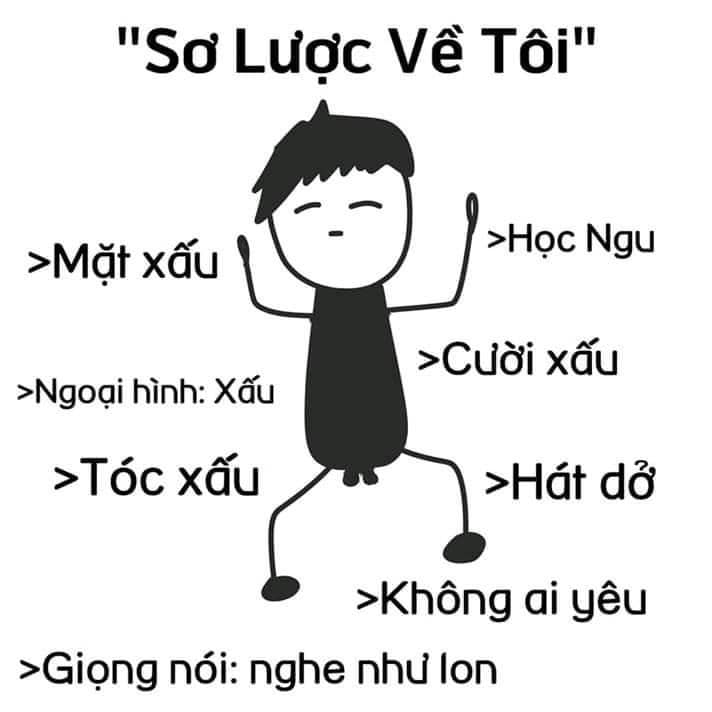 "Sơ Lược Về Tôi"
>Mặt xấu
>Học Ngu
>Cười xấu
>Ngoại hình: Xấu
>Tóc xấu
>Hát dở
>Không ai yêu
>Giọng nói: nghe như lon